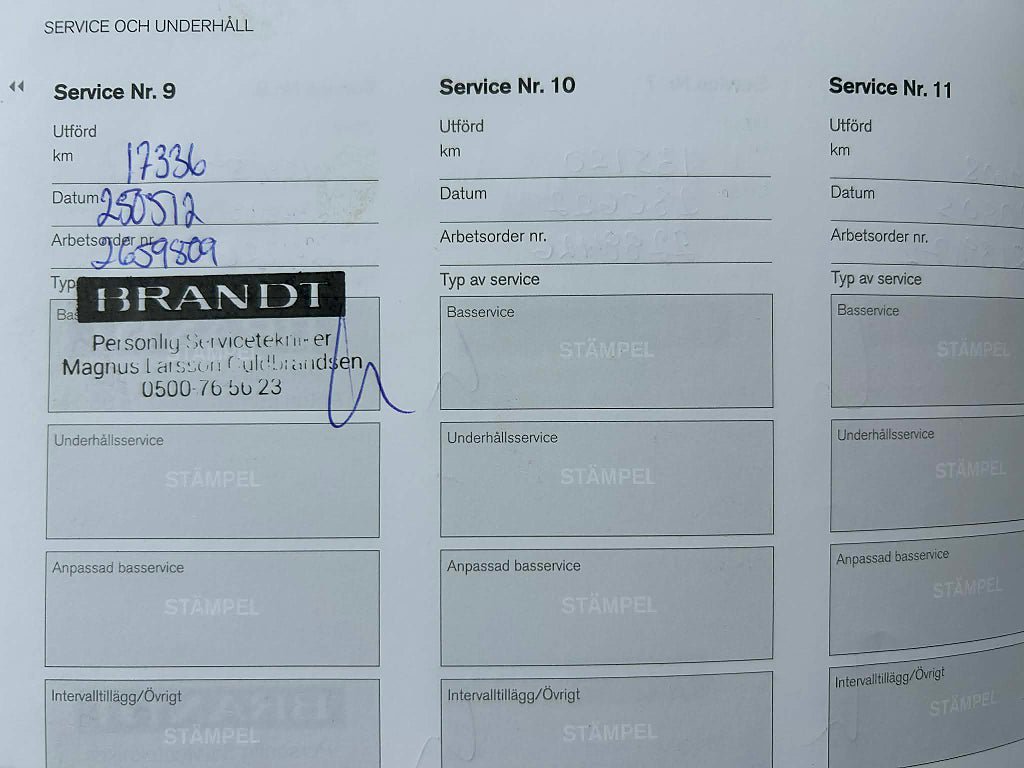 SERVICE OCH UNDERHÅLL
Service Nr. 9
Utförd
km 17336
Datum 250512
Arbetsorder nr. 2659809
Typ
Bas
BRANDT
Personlig Servicetekniker
Magnus Larsson Guldbrandsen
0500-76 56 23
Underhållsservice
STÄMPEL
Anpassad basservice
STÄMPEL
Intervalltillägg/Övrigt
STÄMPEL
Service Nr. 10
Utförd
km
Datum
Arbetsorder nr.
Typ av service
Basservice
STÄMPEL
Underhållsservice
STÄMPEL
Anpassad basservice
STÄMPEL
Intervalltillägg/Övrigt
STÄMPEL
Service Nr. 11
Utförd
km
Datum
Arbetsorder nr.
Typ av service
Basservice
STÄMPEL
Underhållsservice
STÄMPEL
Anpassad basservice
STÄMPEL
Intervalltillägg/Övrigt
STÄMPEL